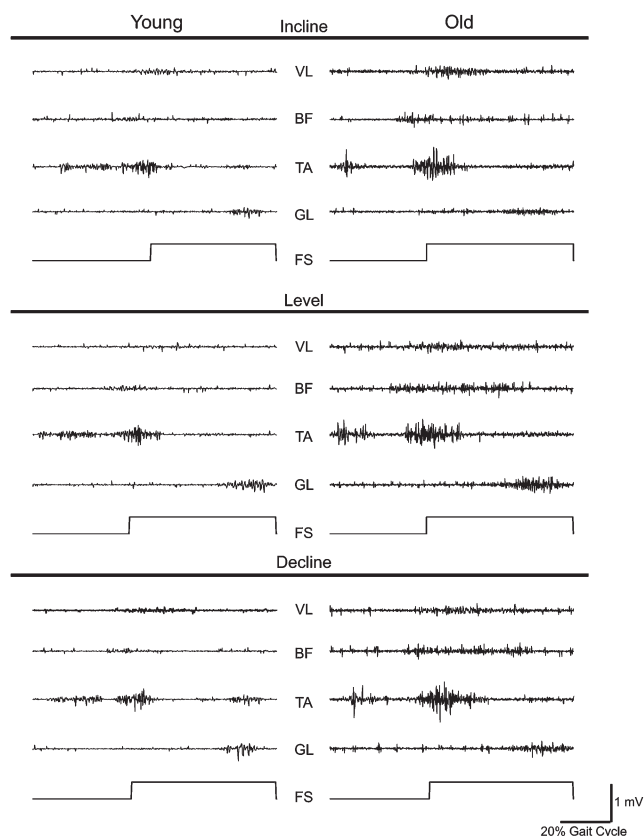 Young Incline Old
VL
BF
TA
GL
FS
Level
VL
BF
TA
GL
FS
Decline
VL
BF
TA
GL
FS
1 mV
20% Gait Cycle